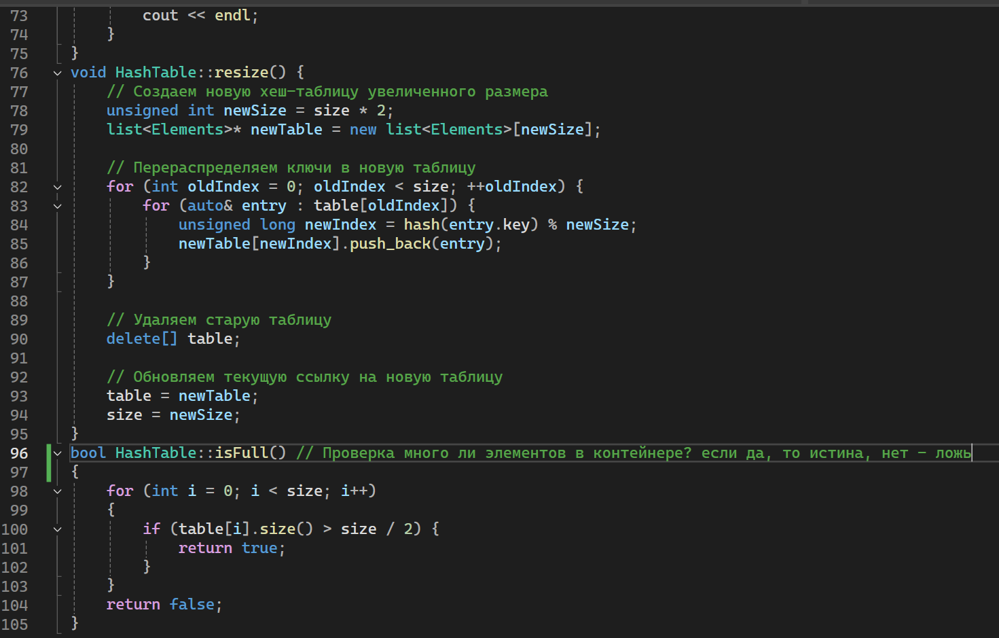 73 cout << endl;
74 }
75 }
76 void HashTable::resize() {
77 // Создаем новую хеш-таблицу увеличенного размера
78 unsigned int newSize = size * 2;
79 list<Elements>* newTable = new list<Elements>[newSize];
80
81 // Перераспределяем ключи в новую таблицу
82 for (int oldIndex = 0; oldIndex < size; ++oldIndex) {
83 for (auto& entry : table[oldIndex]) {
84 unsigned long newIndex = hash(entry.key) % newSize;
85 newTable[newIndex].push_back(entry);
86 }
87 }
88
89 // Удаляем старую таблицу
90 delete[] table;
91
92 // Обновляем текущую ссылку на новую таблицу
93 table = newTable;
94 size = newSize;
95 }
96 bool HashTable::isFull() // Проверка много ли элементов в контейнере? если да, то истина, нет - ложь
97 {
98 for (int i = 0; i < size; i++)
99 {
100 if (table[i].size() > size / 2) {
101 return true;
102 }
103 }
104 return false;
105 }